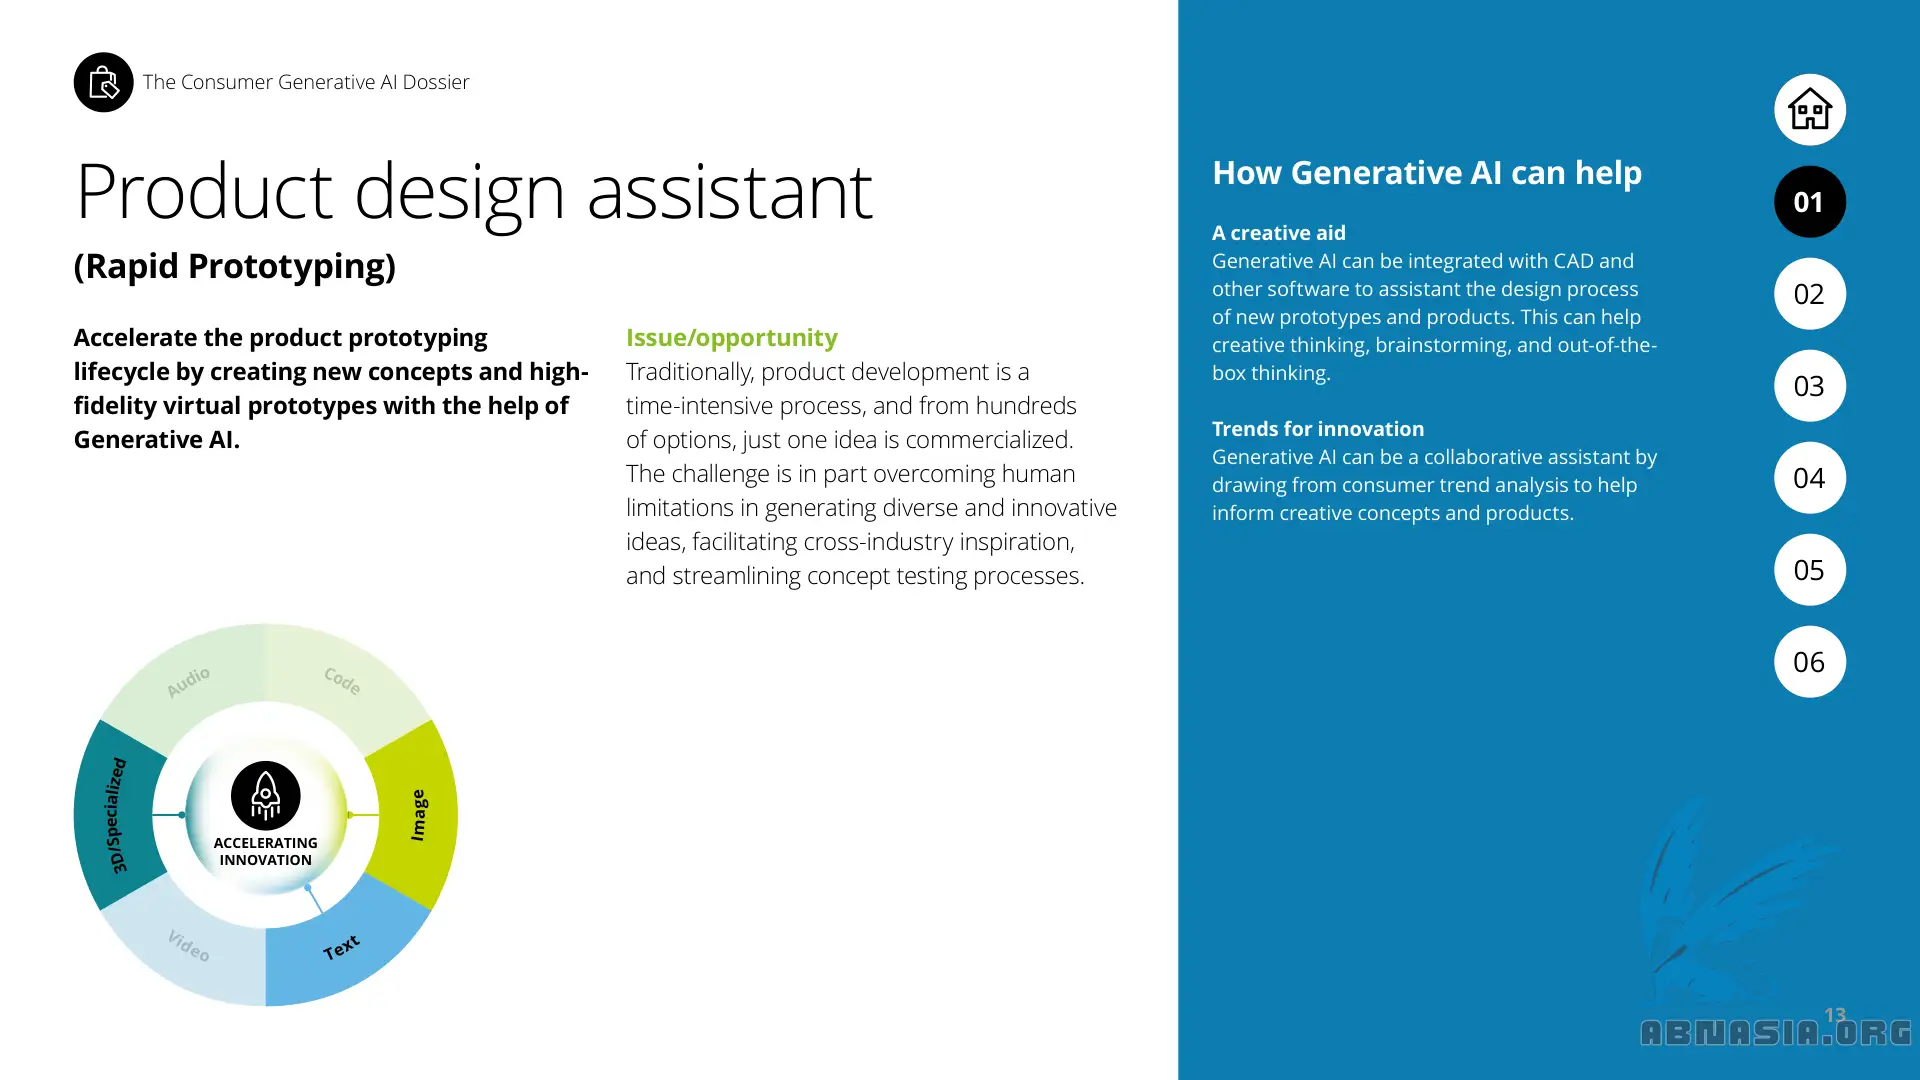 The Consumer Generative AI Dossier
Product design assistant
(Rapid Prototyping)
Accelerate the product prototyping
lifecycle by creating new concepts and high-
fidelity virtual prototypes with the help of
Generative AI.
Issue/opportunity
Traditionally, product development is a
time-intensive process, and from hundreds
of options, just one idea is commercialized.
The challenge is in part overcoming human
limitations in generating diverse and innovative
ideas, facilitating cross-industry inspiration,
and streamlining concept testing processes.
Audio
Code
3D/Specialized
Image
ACCELERATING
INNOVATION
Video
Text
How Generative AI can help
A creative aid
Generative AI can be integrated with CAD and
other software to assistant the design process
of new prototypes and products. This can help
creative thinking, brainstorming, and out-of-the-
box thinking.
Trends for innovation
Generative AI can be a collaborative assistant by
drawing from consumer trend analysis to help
inform creative concepts and products.
01
02
03
04
05
06
13
ABNASIA.ORG